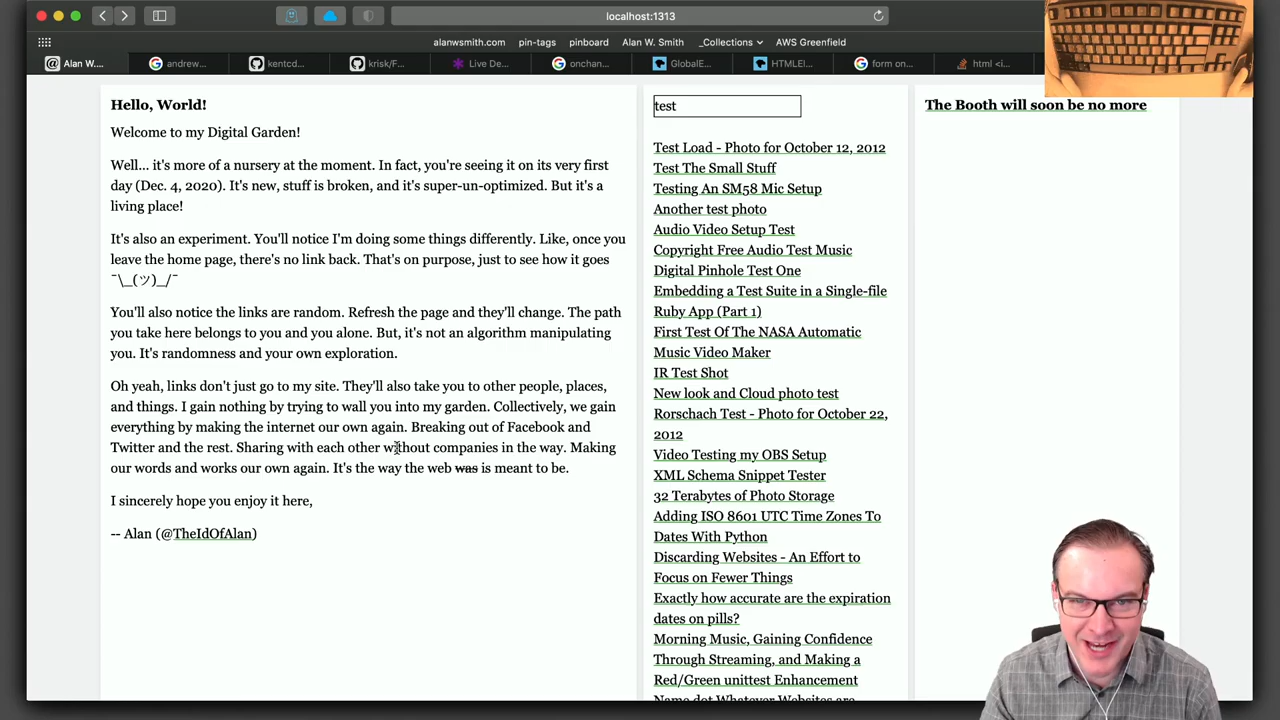 localhost:1313
alanwsmith.com pin-tags pinboard Alan W. Smith _Collections AWS Greenfield
@ Alan W.... andrew... kentcd... krisk/F... Live De... onchan... GlobalE... HTMLEl... form on... html <i...
Hello, World!
Welcome to my Digital Garden!
Well... it's more of a nursery at the moment. In fact, you're seeing it on its very first
day (Dec. 4, 2020). It's new, stuff is broken, and it's super-un-optimized. But it's a
living place!
It's also an experiment. You'll notice I'm doing some things differently. Like, once you
leave the home page, there's no link back. That's on purpose, just to see how it goes
¯\_(ツ)_/¯
You'll also notice the links are random. Refresh the page and they'll change. The path
you take here belongs to you and you alone. But, it's not an algorithm manipulating
you. It's randomness and your own exploration.
Oh yeah, links don't just go to my site. They'll also take you to other people, places,
and things. I gain nothing by trying to wall you into my garden. Collectively, we gain
everything by making the internet our own again. Breaking out of Facebook and
Twitter and the rest. Sharing with each other without companies in the way. Making
our words and works our own again. It's the way the web was is meant to be.
I sincerely hope you enjoy it here,
-- Alan (@TheIdOfAlan)
test
Test Load - Photo for October 12, 2012
Test The Small Stuff
Testing An SM58 Mic Setup
Another test photo
Audio Video Setup Test
Copyright Free Audio Test Music
Digital Pinhole Test One
Embedding a Test Suite in a Single-file
Ruby App (Part 1)
First Test Of The NASA Automatic
Music Video Maker
IR Test Shot
New look and Cloud photo test
Rorschach Test - Photo for October 22,
2012
Video Testing my OBS Setup
XML Schema Snippet Tester
32 Terabytes of Photo Storage
Adding ISO 8601 UTC Time Zones To
Dates With Python
Discarding Websites - An Effort to
Focus on Fewer Things
Exactly how accurate are the expiration
dates on pills?
Morning Music, Gaining Confidence
Through Streaming, and Making a
Red/Green unittest Enhancement
Name dot Whatever Websites are
The Booth will soon be no more